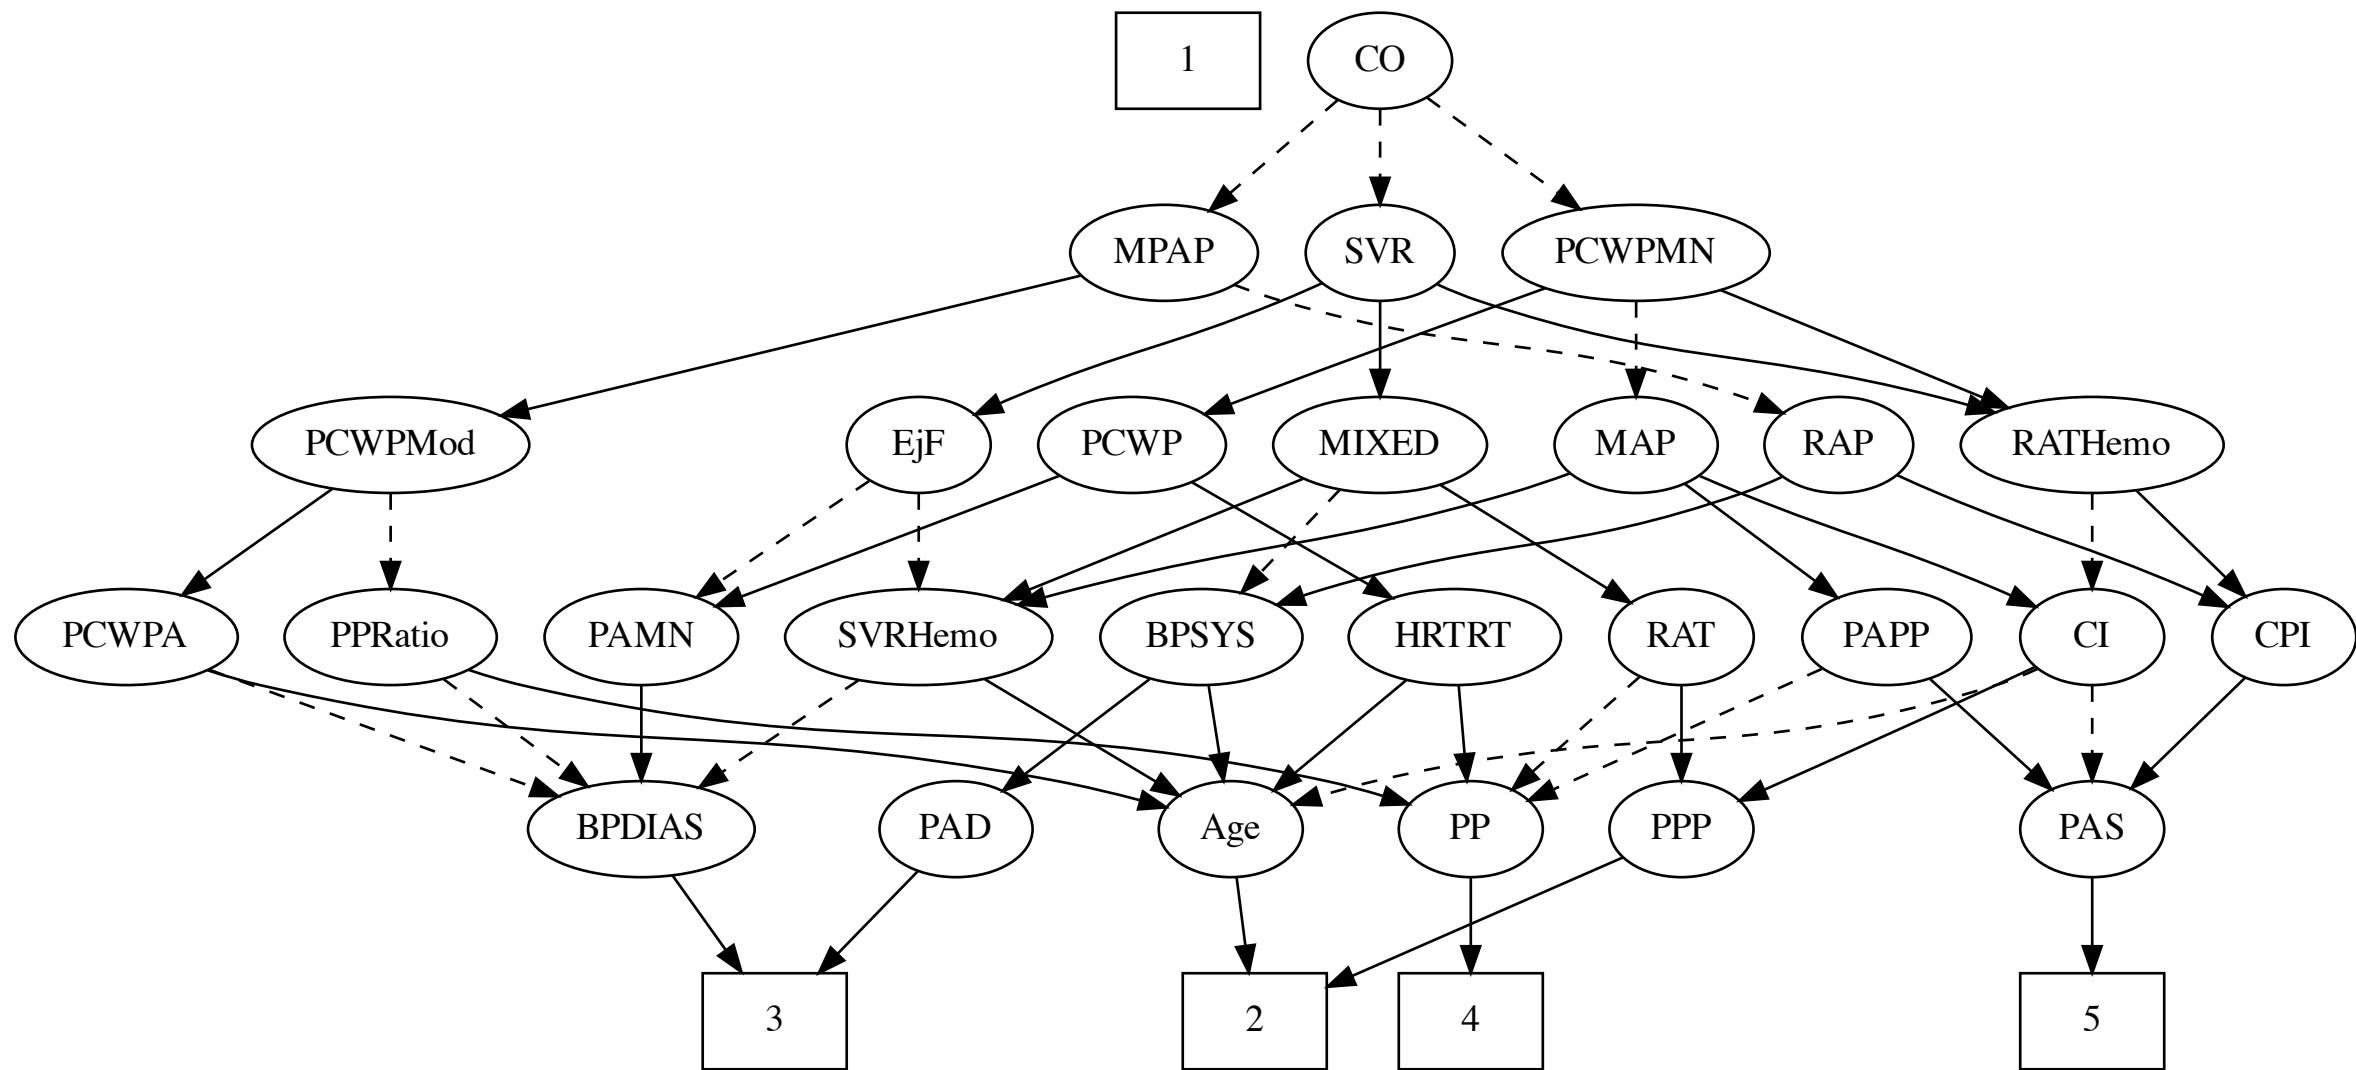 1
CO
MPAP
SVR
PCWPMN
PCWPMod
EjF
PCWP
MIXED
MAP
RAP
RATHemo
PCWPA
PPRatio
PAMN
SVRHemo
BPSYS
HRTRT
RAT
PAPP
CI
CPI
BPDIAS
PAD
Age
PP
PPP
PAS
3
2
4
5